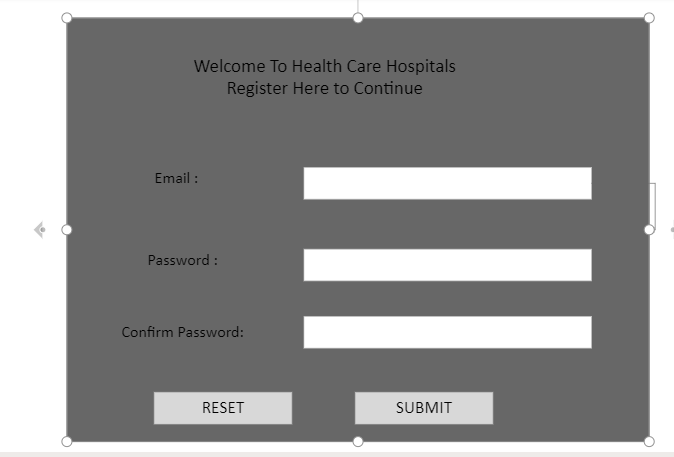 Welcome To Health Care Hospitals
Register Here to Continue
Email :
Password :
Confirm Password:
RESET SUBMIT